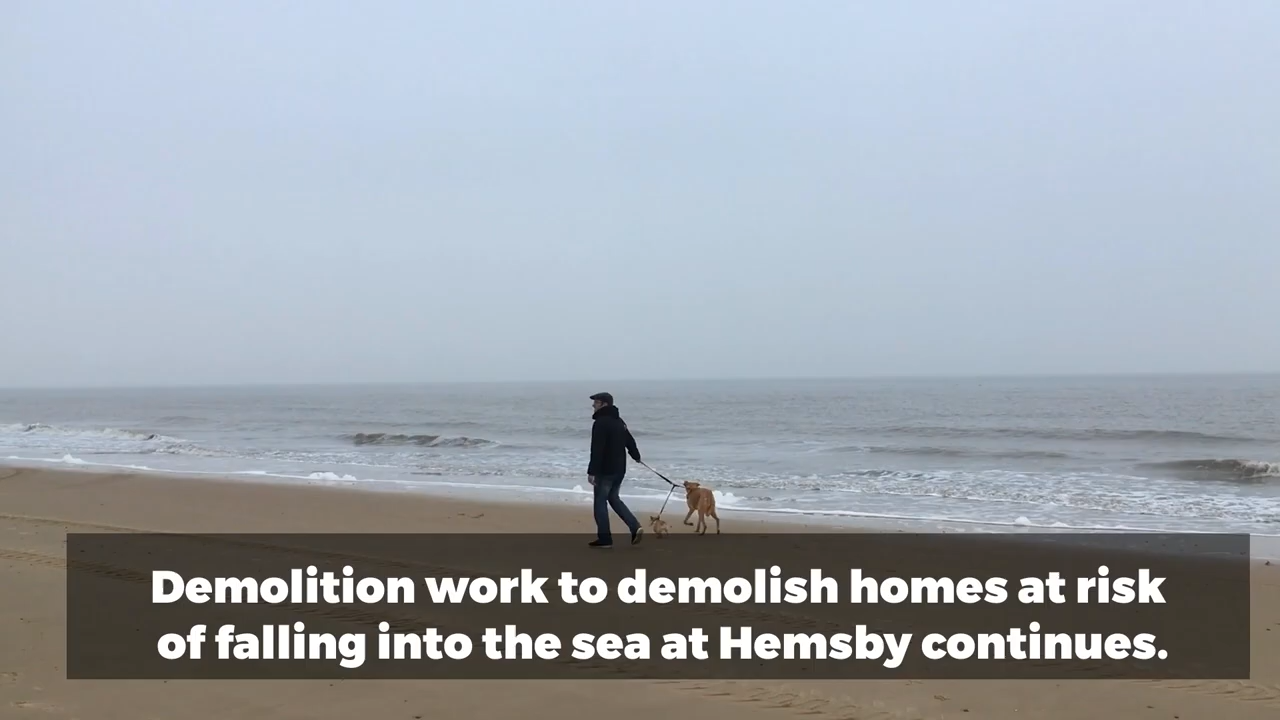 Demolition work to demolish homes at risk
of falling into the sea at Hemsby continues.